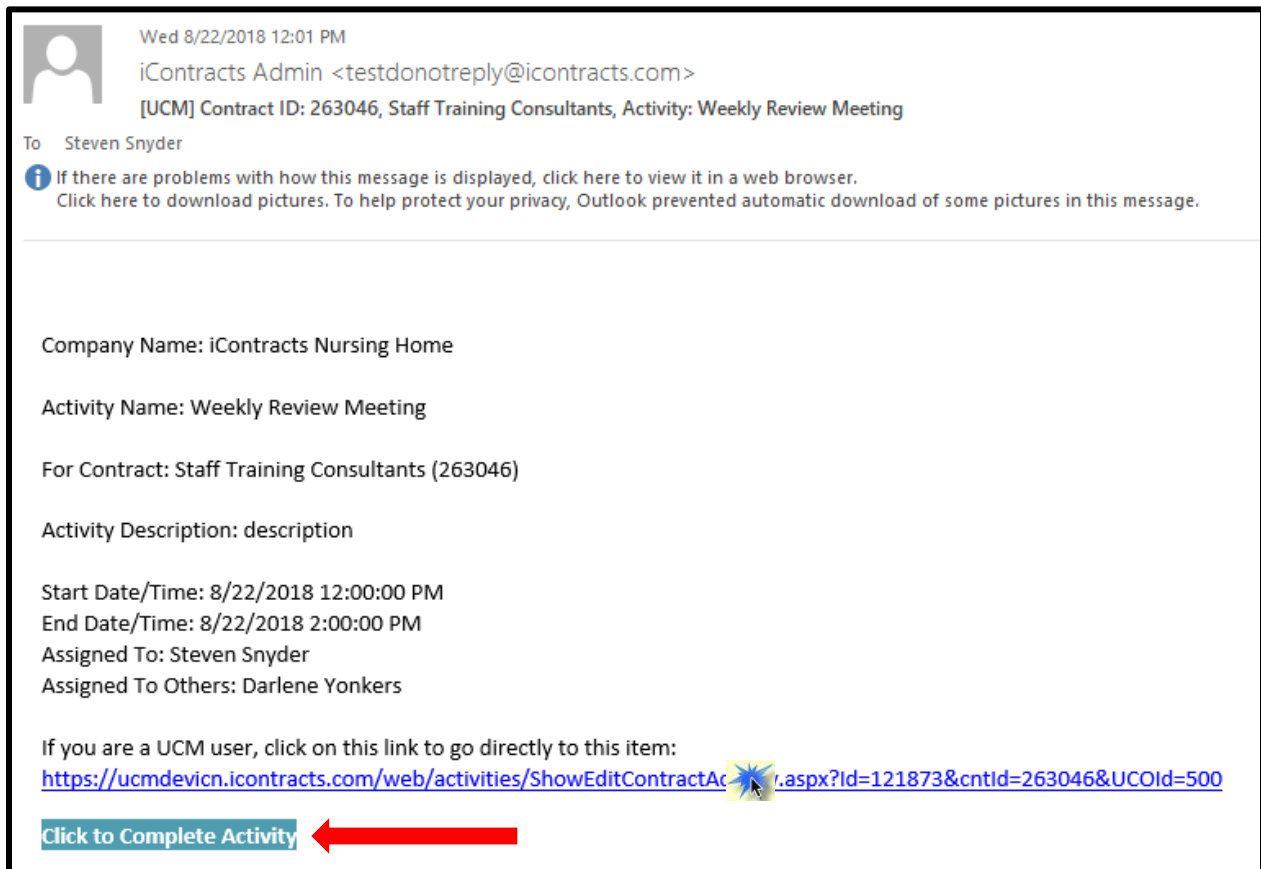 Wed 8/22/2018 12:01 PM
iContracts Admin <testdonotreply@icontracts.com>
[UCM] Contract ID: 263046, Staff Training Consultants, Activity: Weekly Review Meeting
To Steven Snyder
If there are problems with how this message is displayed, click here to view it in a web browser.
Click here to download pictures. To help protect your privacy, Outlook prevented automatic download of some pictures in this message.
Company Name: iContracts Nursing Home
Activity Name: Weekly Review Meeting
For Contract: Staff Training Consultants (263046)
Activity Description: description
Start Date/Time: 8/22/2018 12:00:00 PM
End Date/Time: 8/22/2018 2:00:00 PM
Assigned To: Steven Snyder
Assigned To Others: Darlene Yonkers
If you are a UCM user, click on this link to go directly to this item:
https://ucmdevicn.icontracts.com/web/activities/ShowEditContractAc .aspx?Id=121873&cntId=263046&UCOId=500
Click to Complete Activity